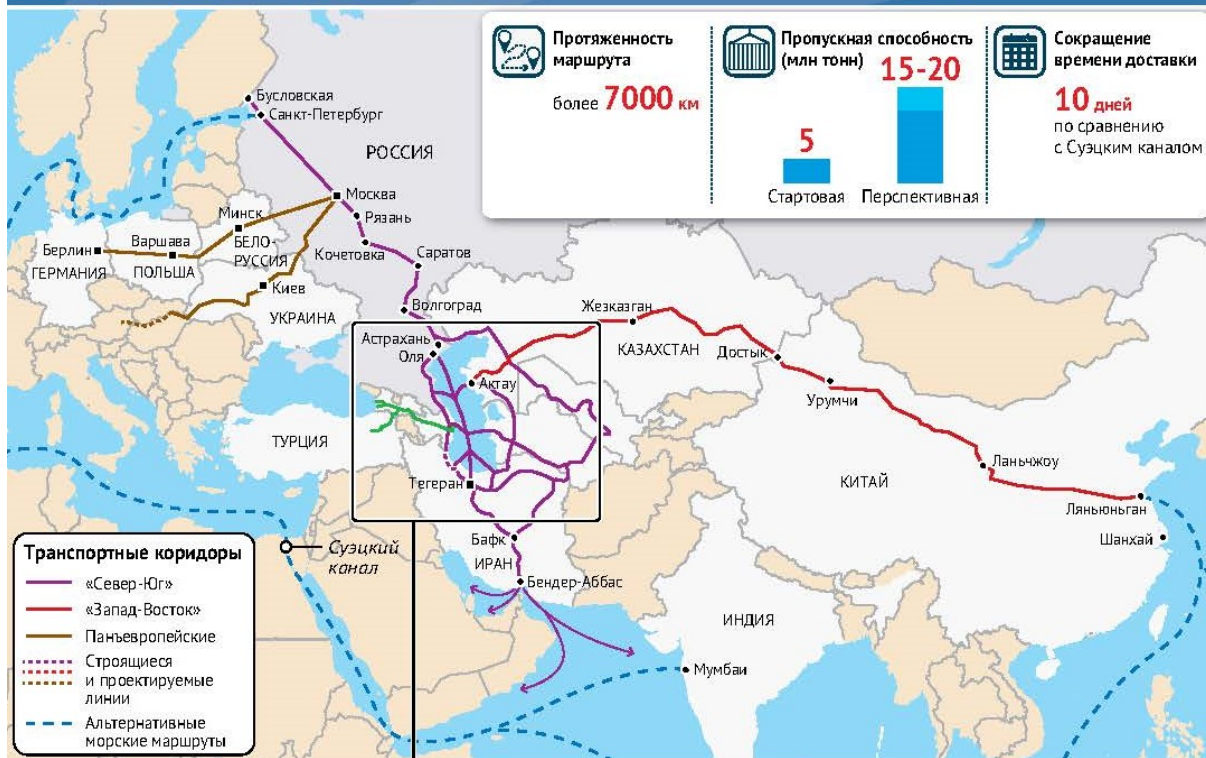 Протяженность
маршрута
более 7000 км
Пропускная способность
(млн тонн)
15-20
5
Стартовая
Перспективная
Сокращение
времени доставки
10 дней
по сравнению
с Суэцким каналом
Бусловская
Санкт-Петербург
РОССИЯ
Москва
Рязань
Минск
БЕЛО-
РУССИЯ
Варшава
Берлин
ГЕРМАНИЯ
ПОЛЬША
Кочетовка
Саратов
Киев
УКРАИНА
Волгоград
Жезказган
Астрахань
Оля
КАЗАХСТАН
Достык
Актау
Урумчи
ТУРЦИЯ
Ланьчжоу
Тегеран
КИТАЙ
Ляньюньган
Шанхай
Бафк
ИРАН
Бендер-Аббас
Суэцкий
канал
ИНДИЯ
Мумбаи
Транспортные коридоры
«Север-Юг»
«Запад-Восток»
Панъевропейские
Строящиеся
и проектируемые
линии
Альтернативные
морские маршруты